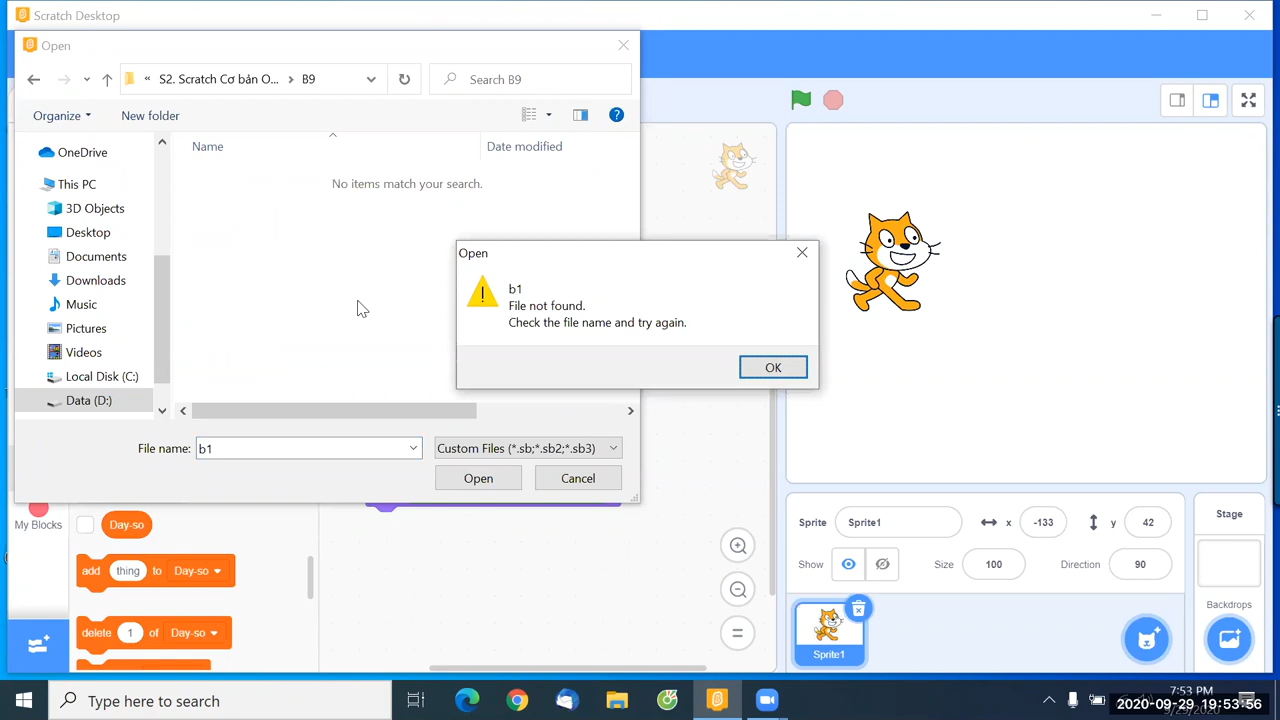 Scratch Desktop
Open
« S2. Scratch Cơ bản O... › B9
Search B9
Organize
New folder
Name
Date modified
No items match your search.
OneDrive
This PC
3D Objects
Desktop
Documents
Downloads
Music
Pictures
Videos
Local Disk (C:)
Data (D:)
Open
b1
File not found.
Check the file name and try again.
OK
File name:
b1
Custom Files (*.sb;*.sb2;*.sb3)
Open
Cancel
My Blocks
Day-so
add thing to Day-so
delete 1 of Day-so
Sprite
Sprite1
x
-133
y
42
Show
Size
100
Direction
90
Sprite1
Stage
Backdrops
Type here to search
7:53 PM
2020-09-29 19:53:56